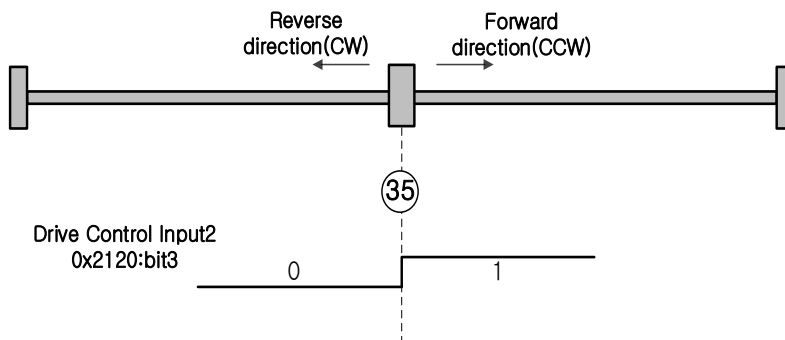 Reverse
direction(CW)
Forward
direction(CCW)
35
Drive Control Input2
0x2120:bit3
0
1